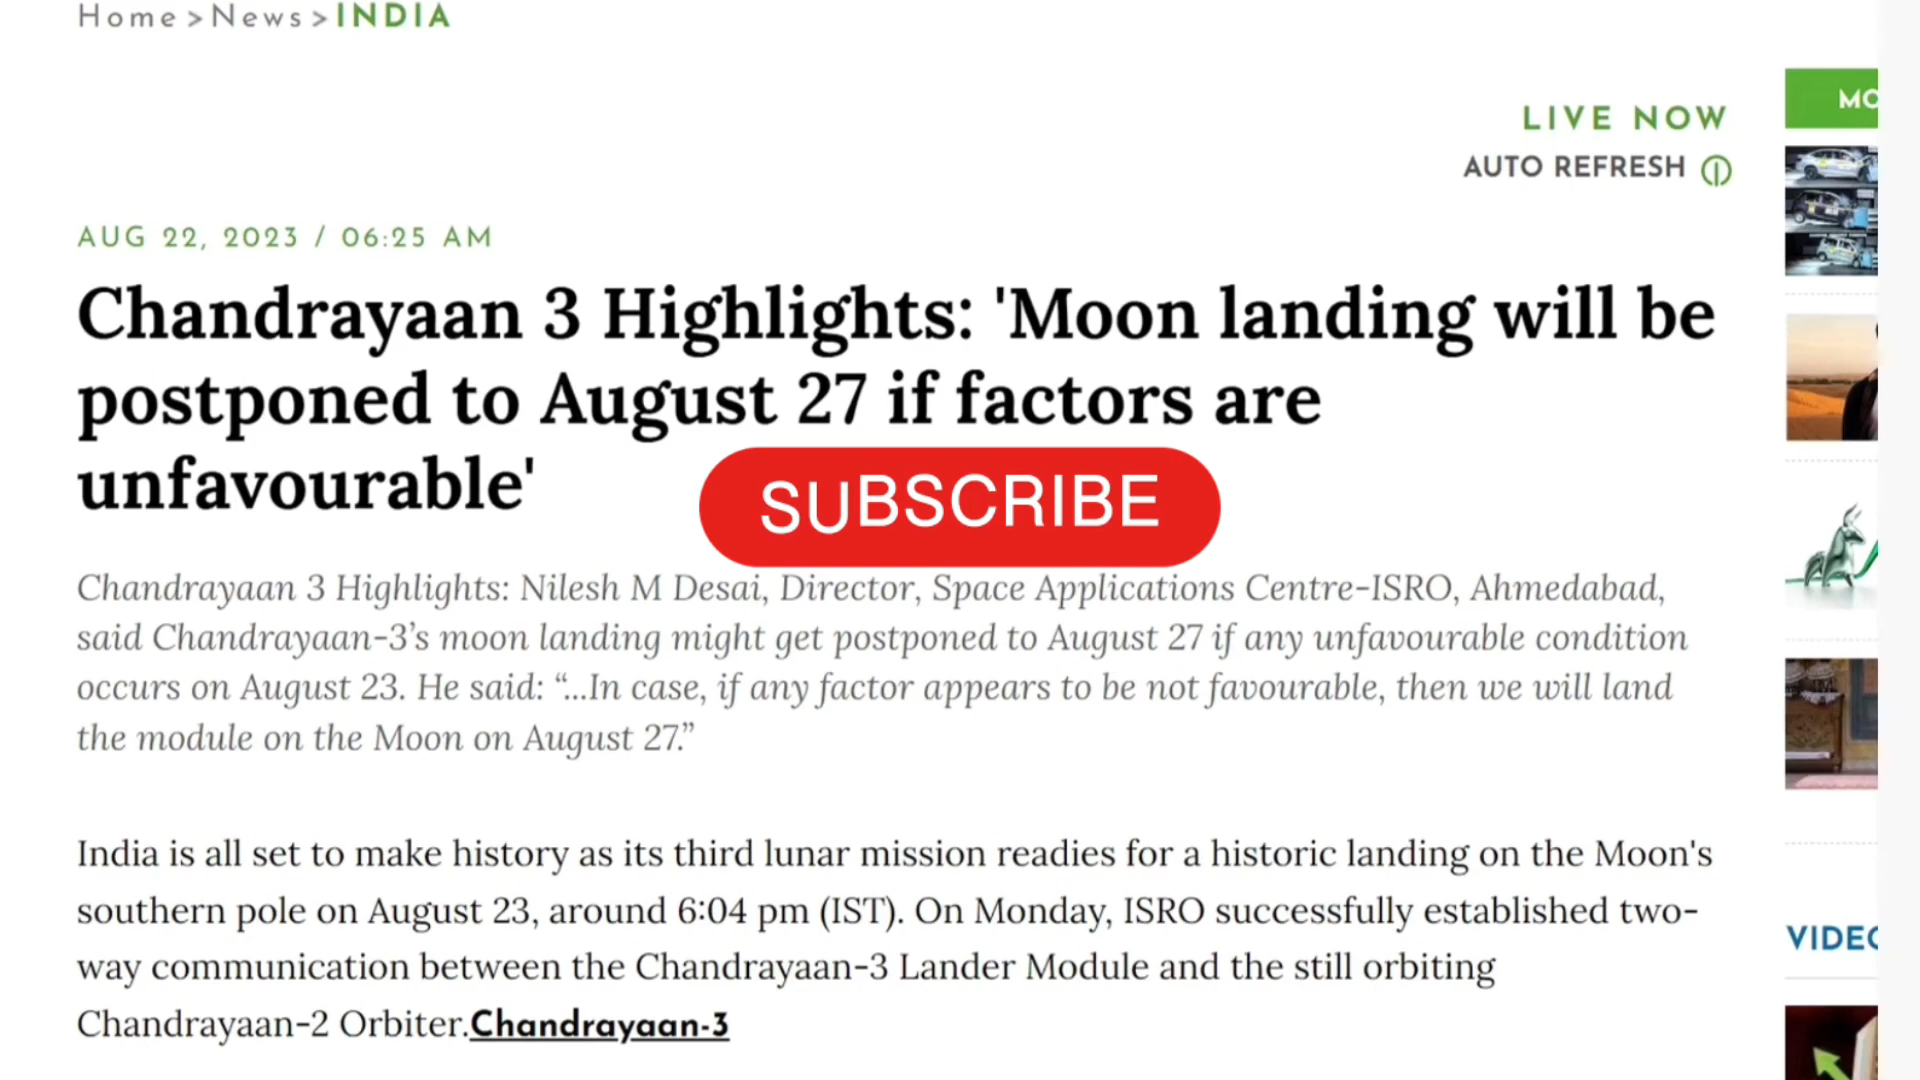 Home > News > INDIA
LIVE NOW
AUTO REFRESH
AUG 22, 2023 / 06:25 AM
Chandrayaan 3 Highlights: 'Moon landing will be
postponed to August 27 if factors are
unfavourable'
SUBSCRIBE
Chandrayaan 3 Highlights: Nilesh M Desai, Director, Space Applications Centre-ISRO, Ahmedabad,
said Chandrayaan-3’s moon landing might get postponed to August 27 if any unfavourable condition
occurs on August 23. He said: “...In case, if any factor appears to be not favourable, then we will land
the module on the Moon on August 27.”
India is all set to make history as its third lunar mission readies for a historic landing on the Moon's
southern pole on August 23, around 6:04 pm (IST). On Monday, ISRO successfully established two-
way communication between the Chandrayaan-3 Lander Module and the still orbiting
Chandrayaan-2 Orbiter.Chandrayaan-3